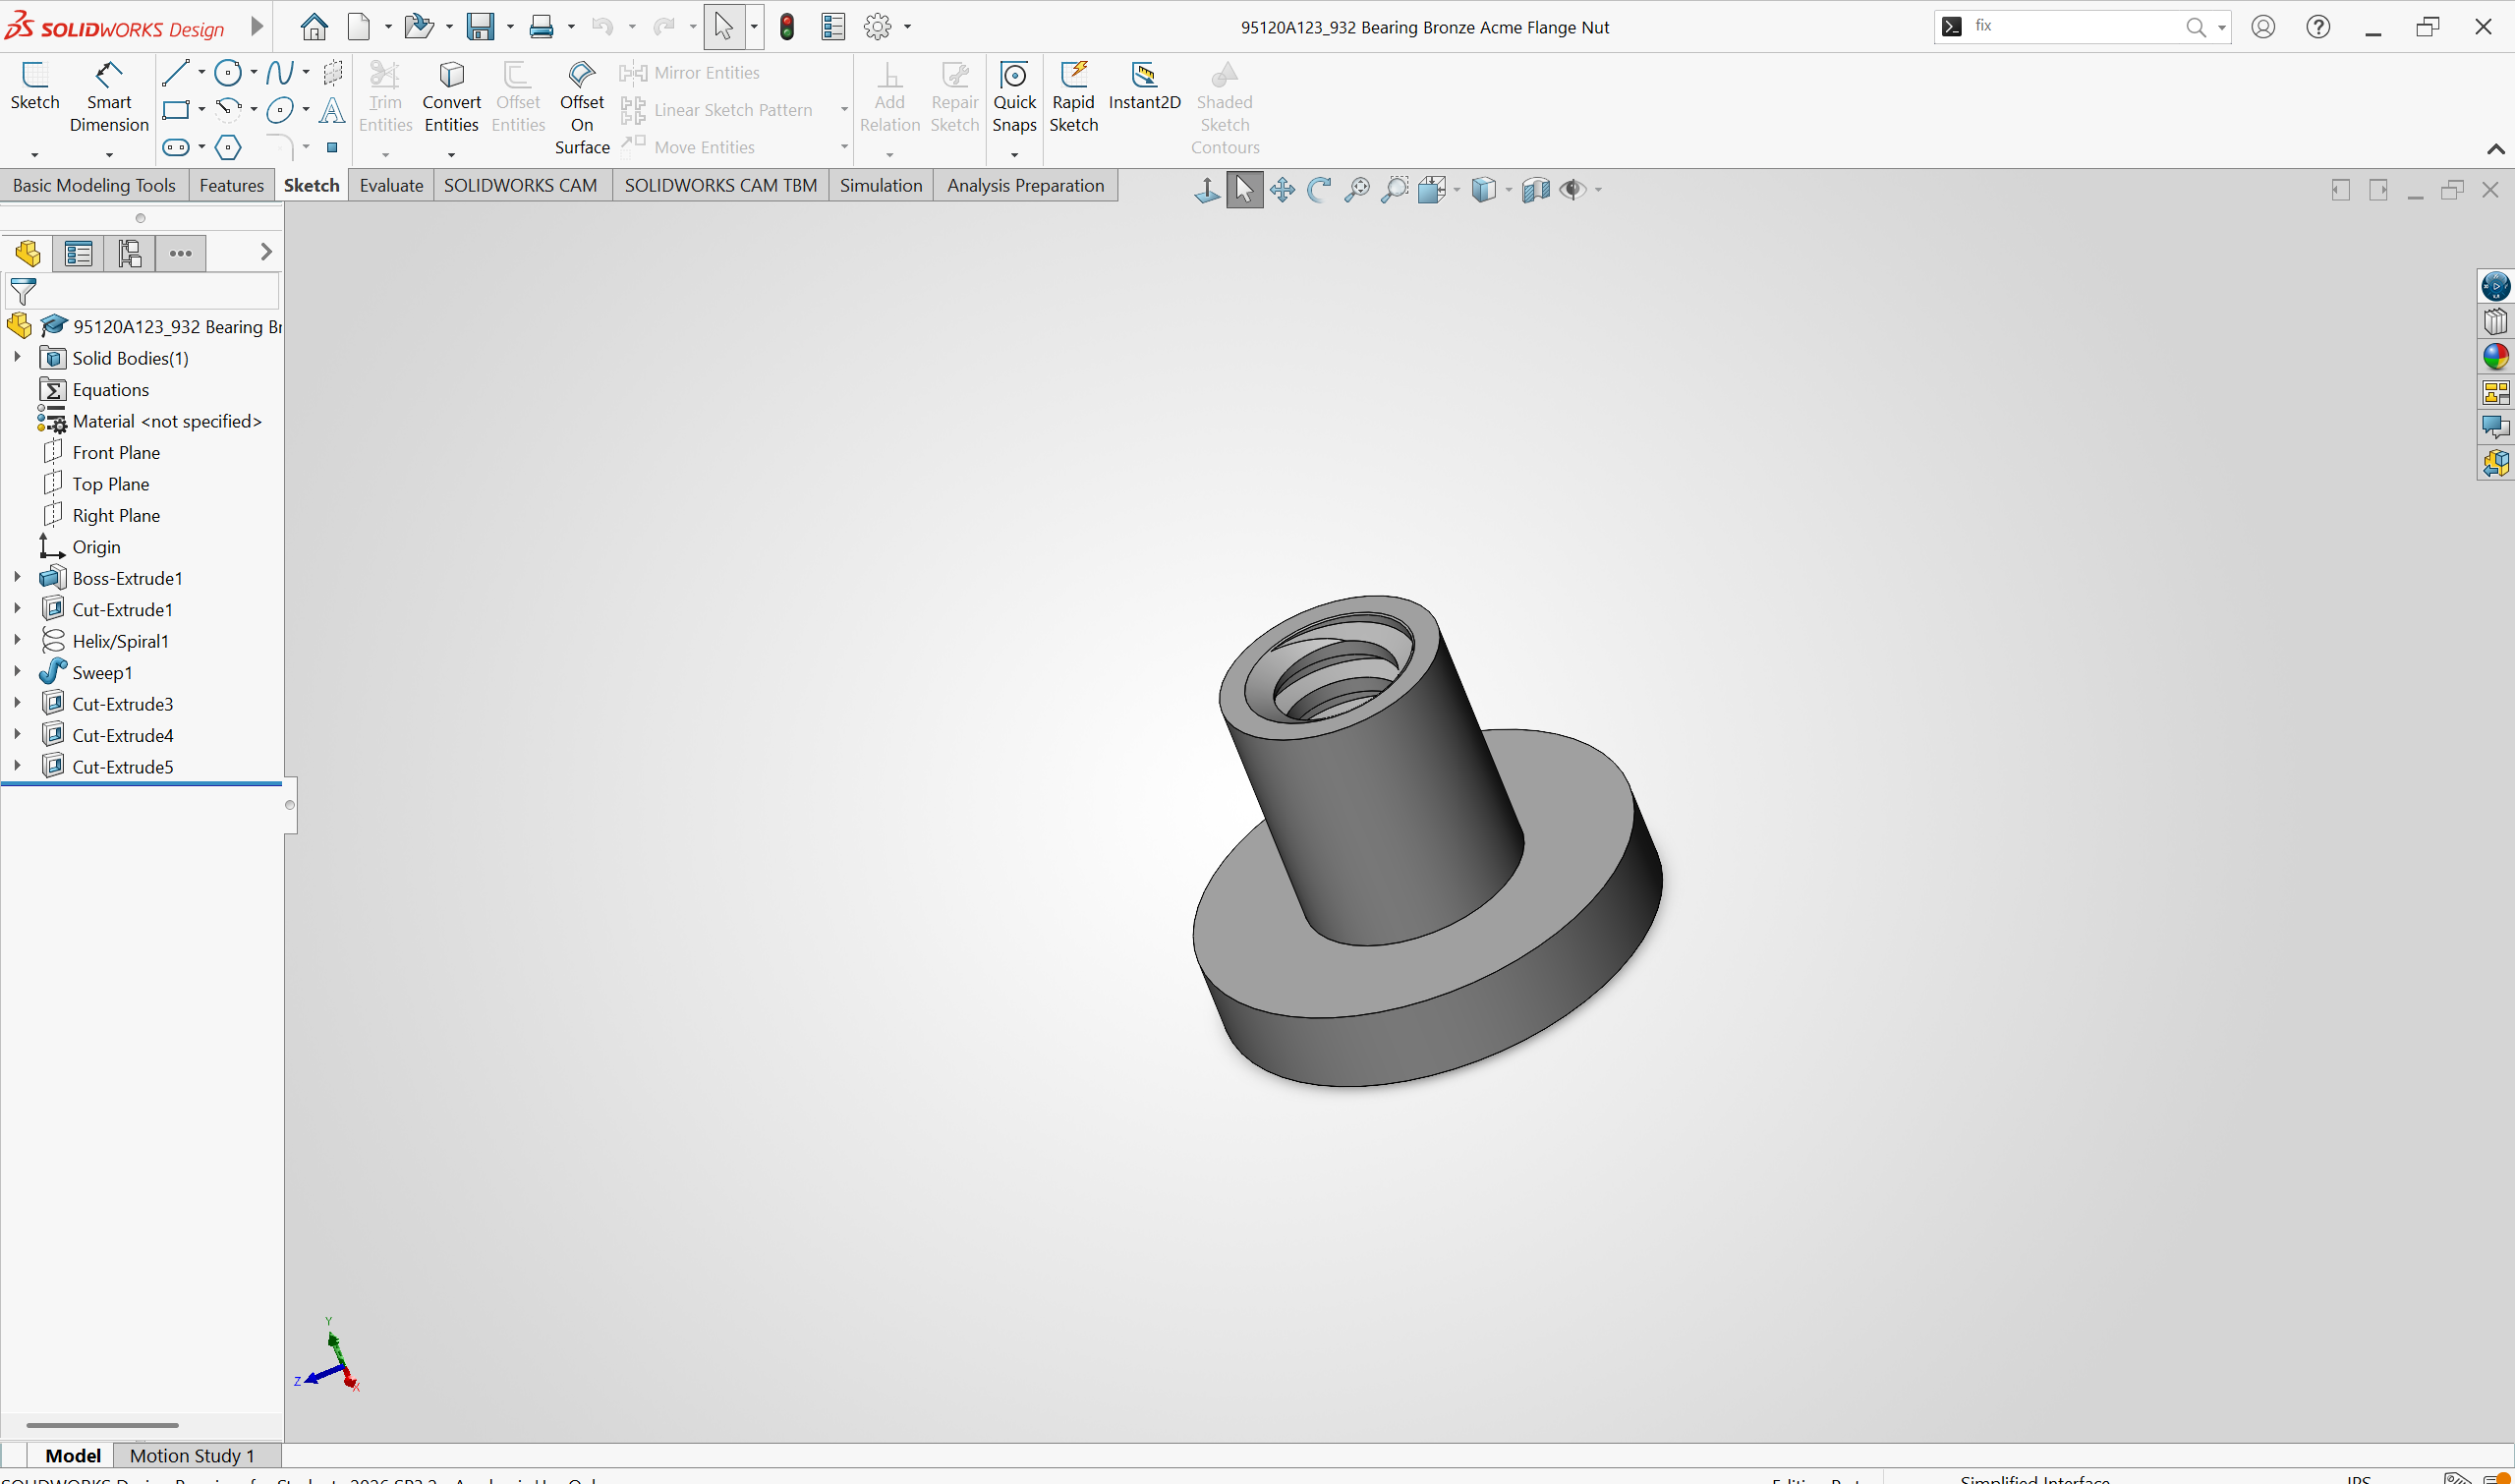 SOLIDWORKS Design
95120A123_932 Bearing Bronze Acme Flange Nut
fix
Sketch
Smart Dimension
Trim Entities
Convert Entities
Offset Entities
Offset On Surface
Mirror Entities
Linear Sketch Pattern
Move Entities
Add Relation
Repair Sketch
Quick Snaps
Rapid Sketch
Instant2D
Shaded Sketch Contours
Basic Modeling Tools
Features
Sketch
Evaluate
SOLIDWORKS CAM
SOLIDWORKS CAM TBM
Simulation
Analysis Preparation
95120A123_932 Bearing
Solid Bodies(1)
Equations
Material <not specified>
Front Plane
Top Plane
Right Plane
Origin
Boss-Extrude1
Cut-Extrude1
Helix/Spiral1
Sweep1
Cut-Extrude3
Cut-Extrude4
Cut-Extrude5
Y
Z
X
Model
Motion Study 1